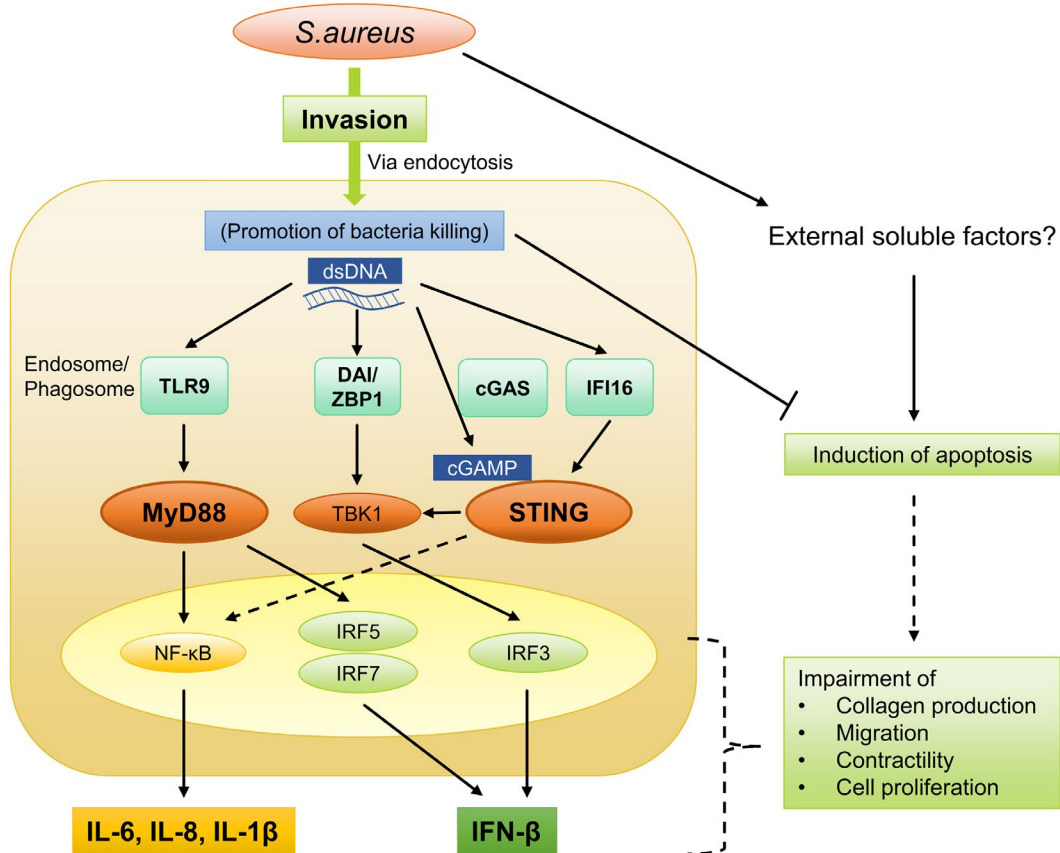 S.aureus
Invasion
Via endocytosis
(Promotion of bacteria killing)
External soluble factors?
dsDNA
Endosome/
Phagosome
TLR9
DAI/
ZBP1
cGAS
IFI16
Induction of apoptosis
cGAMP
MyD88
TBK1
STING
NF-κB
IRF5
IRF7
IRF3
Impairment of
• Collagen production
• Migration
• Contractility
• Cell proliferation
IL-6, IL-8, IL-1β
IFN-β